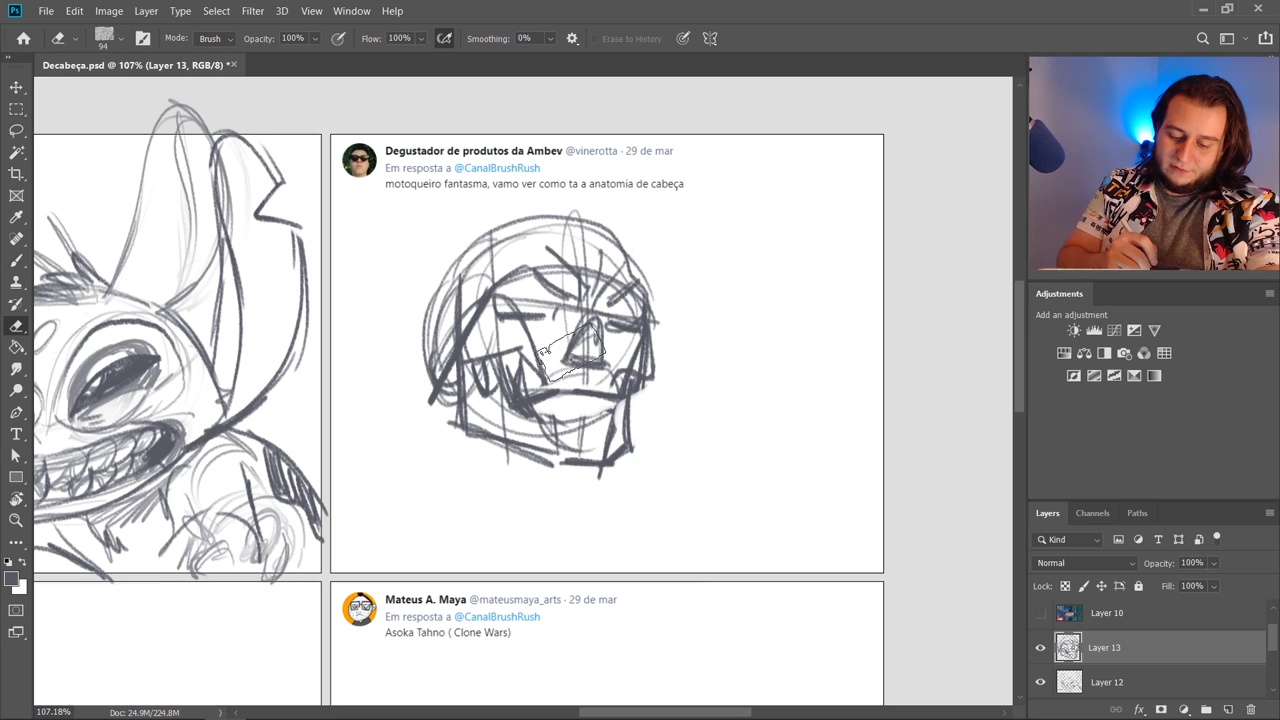 Ps File Edit Image Layer Type Select Filter 3D View Window Help
94 Mode: Brush Opacity: 100% Flow: 100% Smoothing: 0% Erase to History
Decabeça.psd @ 107% (Layer 13, RGB/8) *
Degustador de produtos da Ambev @vinerotta · 29 de mar
Em resposta a @CanalBrushRush
motoqueiro fantasma, vamo ver como ta a anatomia de cabeça
Mateus A. Maya @mateusmaya_arts · 29 de mar
Em resposta a @CanalBrushRush
Asoka Tahno ( Clone Wars)
Adjustments
Add an adjustment
Layers Channels Paths
Kind
Normal Opacity: 100%
Lock: Fill: 100%
Layer 10
Layer 13
Layer 12
107.18% Doc: 24.9M/224.8M